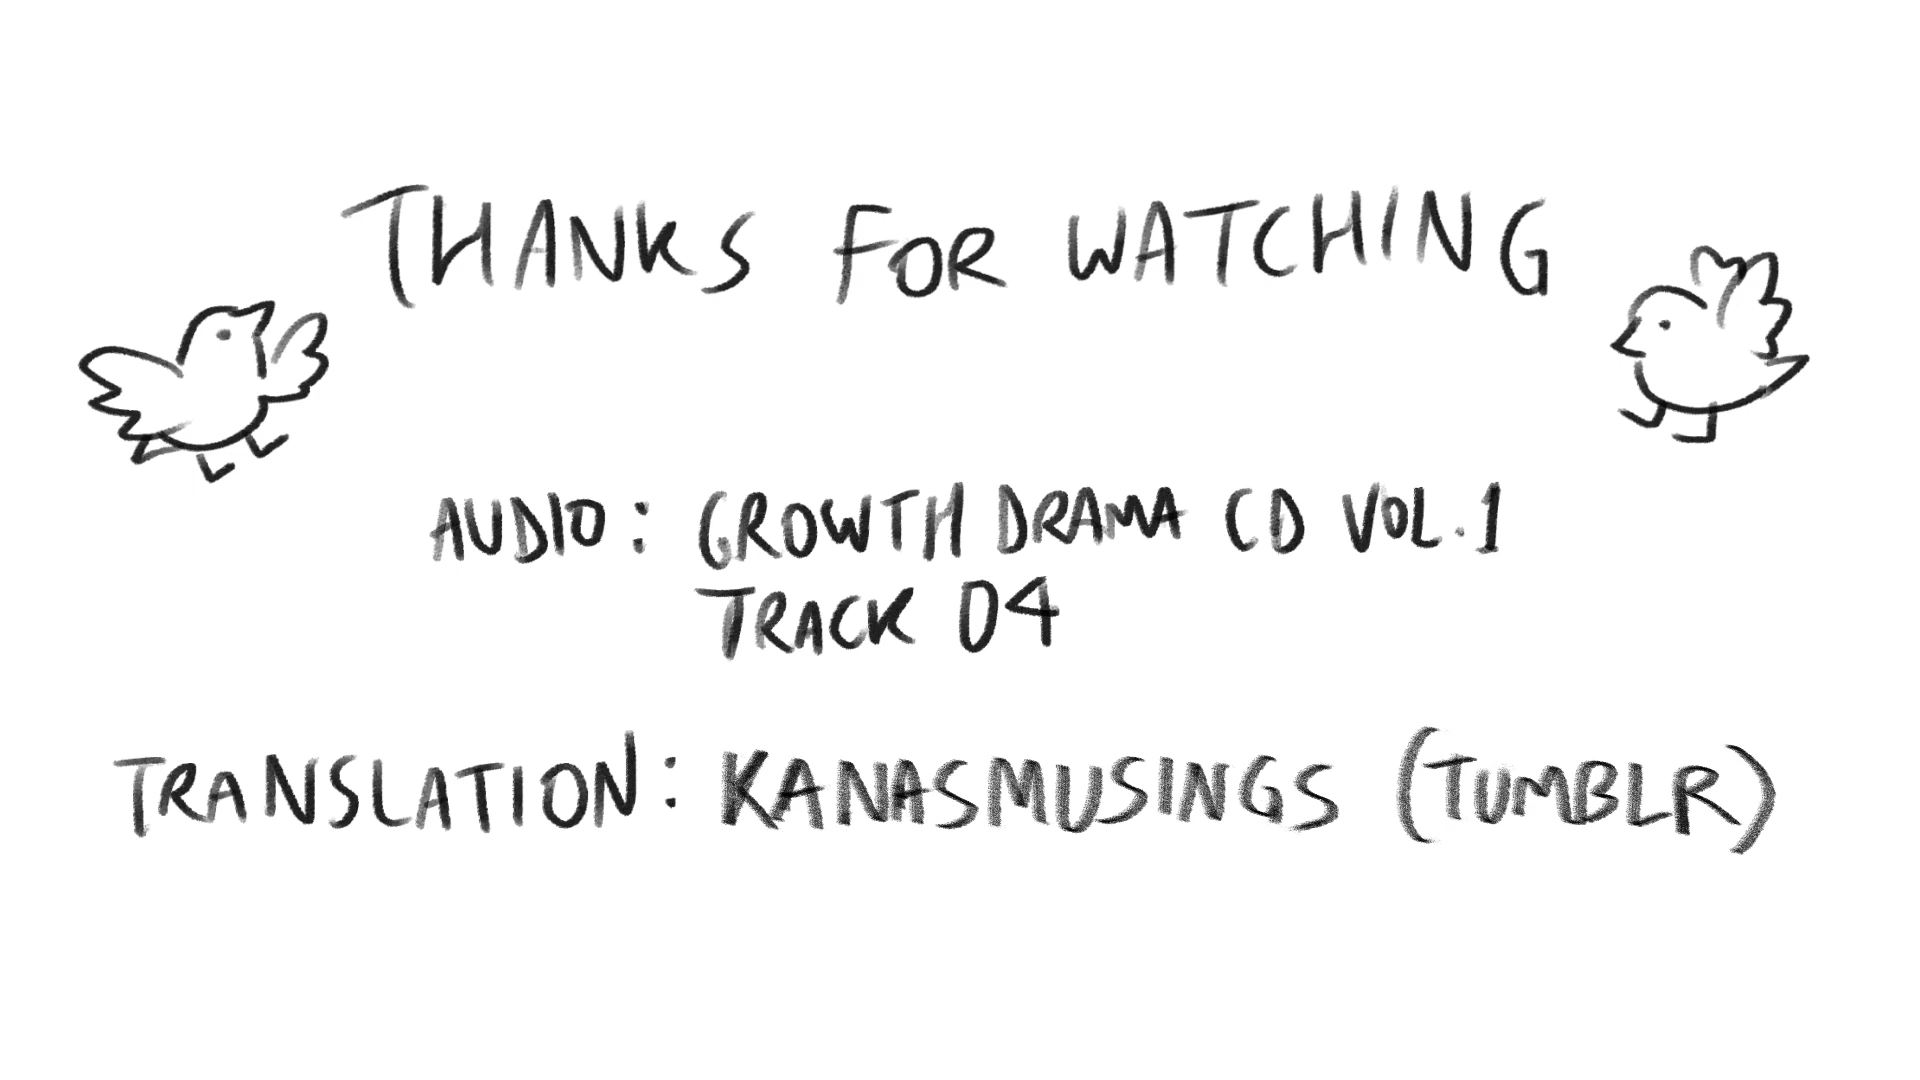 THANKS FOR WATCHING
AUDIO: GROWTH DRAMA CD VOL.1
TRACK 04
TRANSLATION: KANASMUSINGS (TUMBLR)